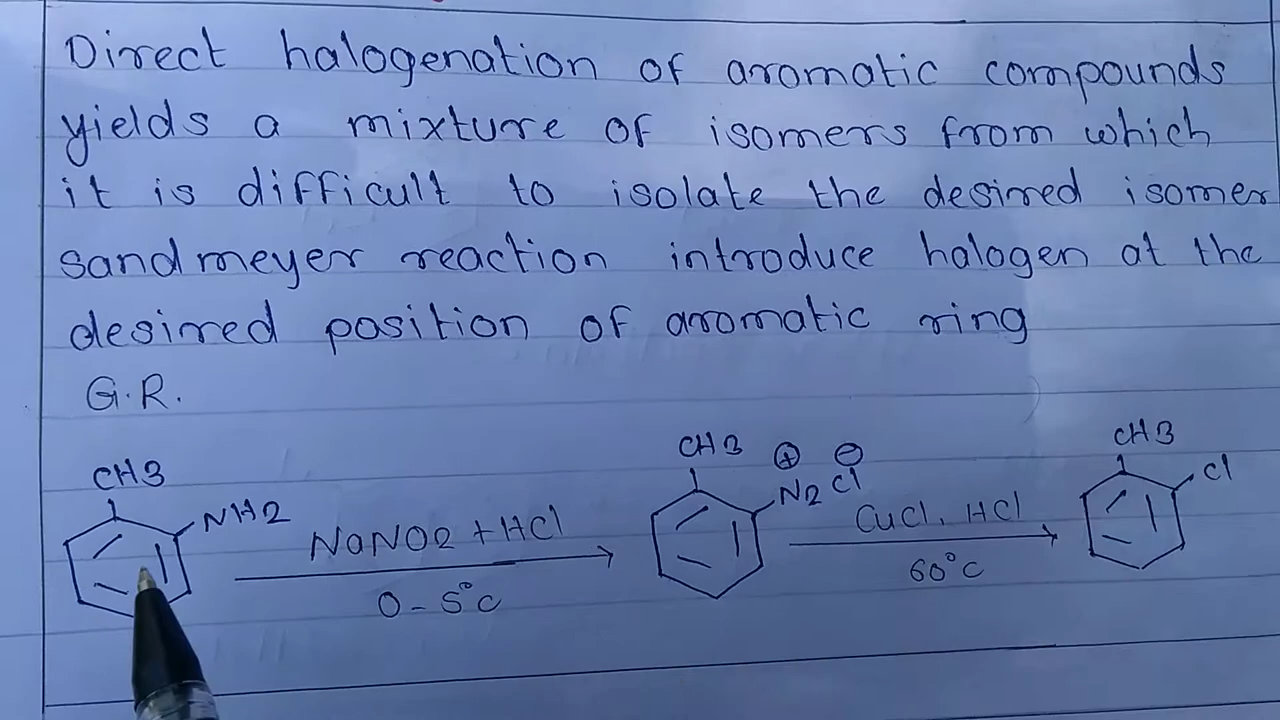 Direct halogenation of aromatic compounds
yields a mixture of isomers from which
it is difficult to isolate the desired isomer
sandmeyer reaction introduce halogen at the
desired position of aromatic ring
G.R.
CH3 CH3 ⊕ ⊖ CH3
NH2 NaNO2 + HCl N2 Cl CuCl, HCl Cl
0 - 5°C 60°C